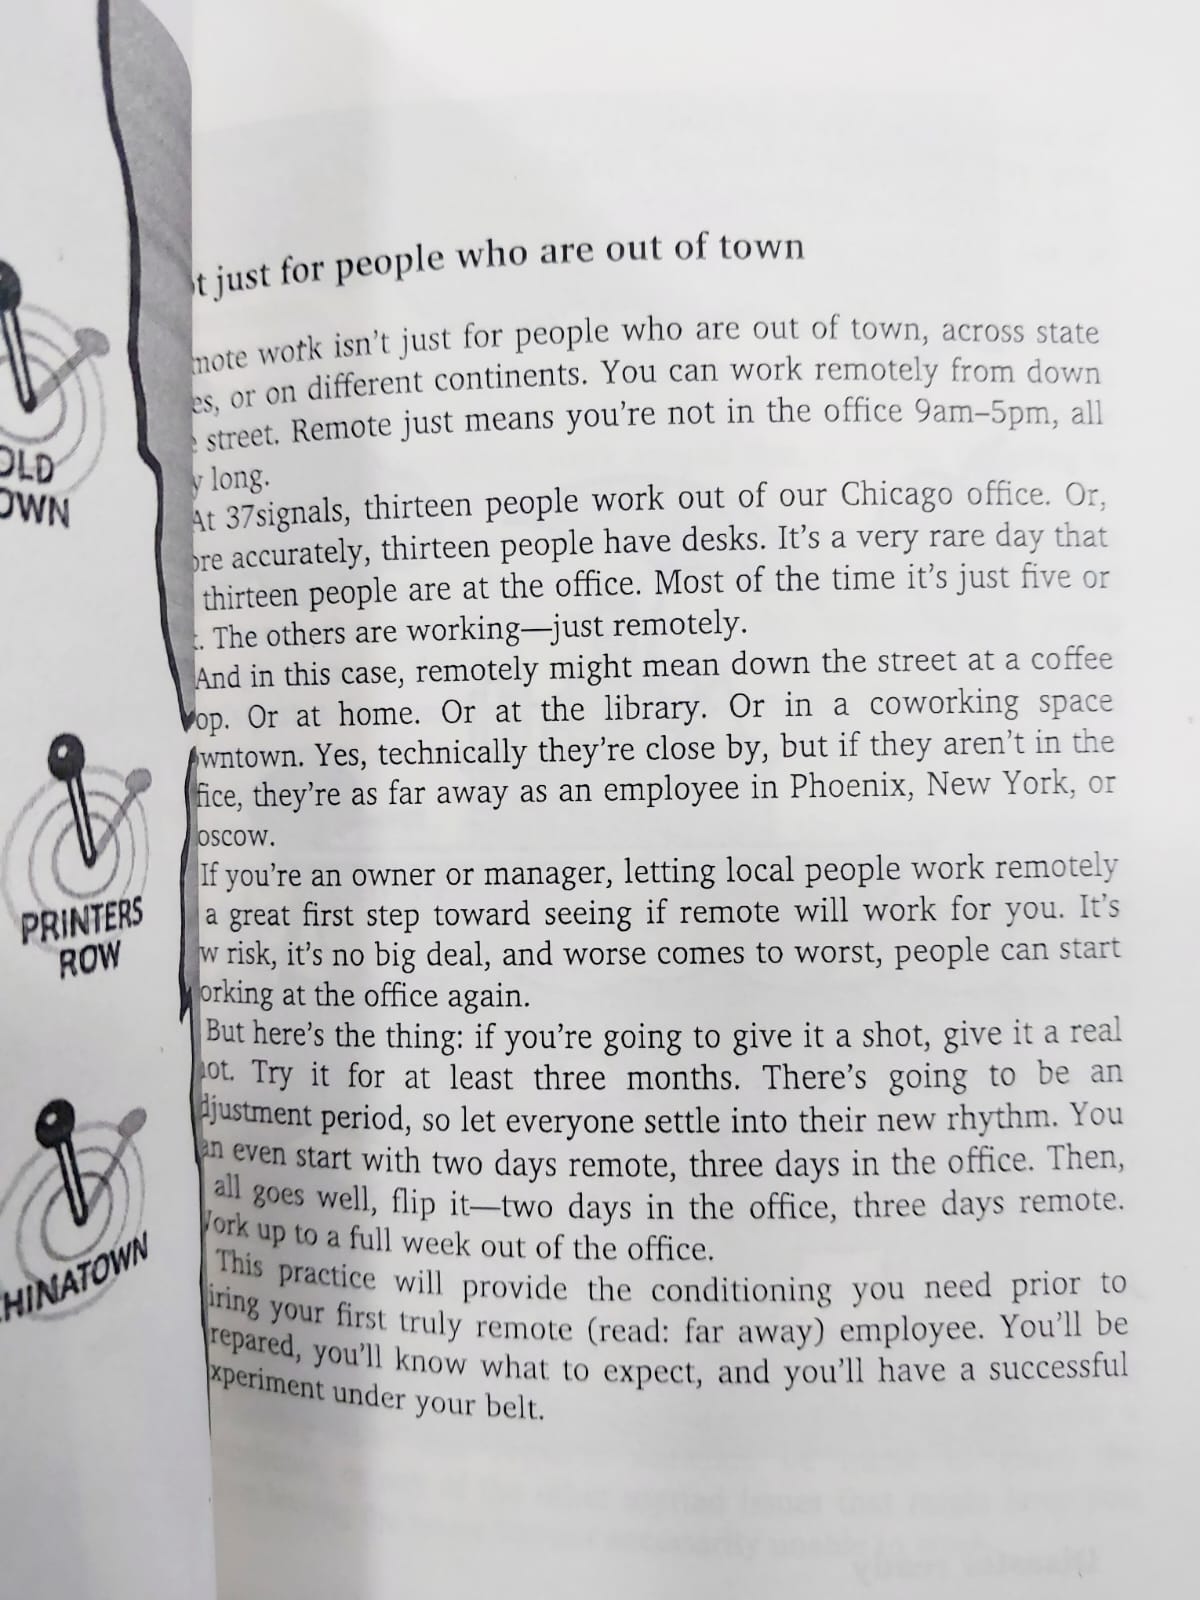 OLD
OWN
PRINTERS
ROW
HINATOWN
t just for people who are out of town
mote work isn't just for people who are out of town, across state
es, or on different continents. You can work remotely from down
street. Remote just means you're not in the office 9am–5pm, all
y long.
At 37signals, thirteen people work out of our Chicago office. Or,
ore accurately, thirteen people have desks. It's a very rare day that
thirteen people are at the office. Most of the time it's just five or
. The others are working—just remotely.
And in this case, remotely might mean down the street at a coffee
op. Or at home. Or at the library. Or in a coworking space
wntown. Yes, technically they're close by, but if they aren't in the
fice, they're as far away as an employee in Phoenix, New York, or
oscow.
If you're an owner or manager, letting local people work remotely
a great first step toward seeing if remote will work for you. It's
w risk, it's no big deal, and worse comes to worst, people can start
orking at the office again.
But here's the thing: if you're going to give it a shot, give it a real
ot. Try it for at least three months. There's going to be an
djustment period, so let everyone settle into their new rhythm. You
an even start with two days remote, three days in the office. Then,
all goes well, flip it—two days in the office, three days remote.
ork up to a full week out of the office.
This practice will provide the conditioning you need prior to
iring your first truly remote (read: far away) employee. You'll be
repared, you'll know what to expect, and you'll have a successful
xperiment under your belt.